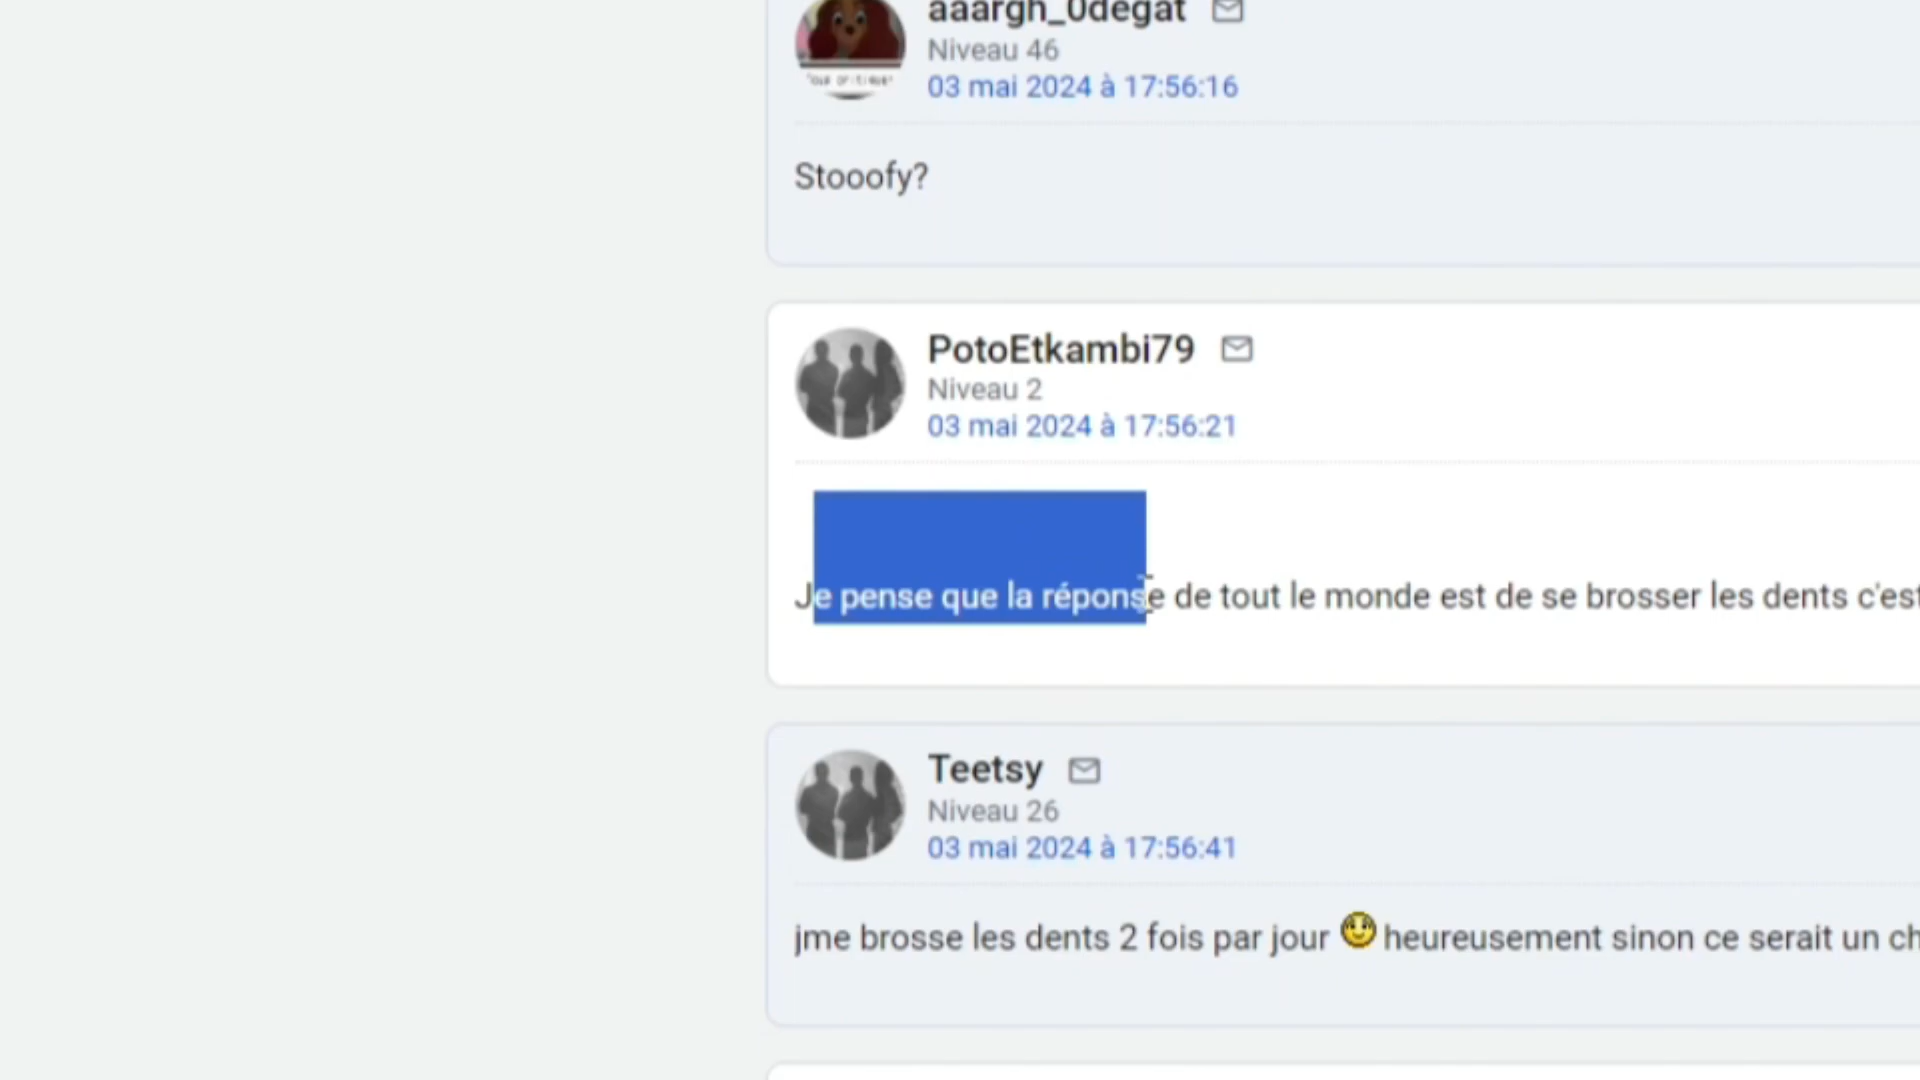 aaargh_0degat
Niveau 46
03 mai 2024 à 17:56:16
Stooofy?
PotoEtkambi79
Niveau 2
03 mai 2024 à 17:56:21
Je pense que la réponse de tout le monde est de se brosser les dents c'est
Teetsy
Niveau 26
03 mai 2024 à 17:56:41
jme brosse les dents 2 fois par jour heureusement sinon ce serait un ch